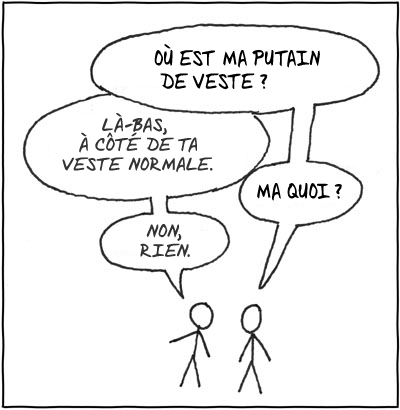 OÙ EST MA PUTAIN
DE VESTE ?
LÀ-BAS,
À CÔTÉ DE TA
VESTE NORMALE.
MA QUOI ?
NON,
RIEN.